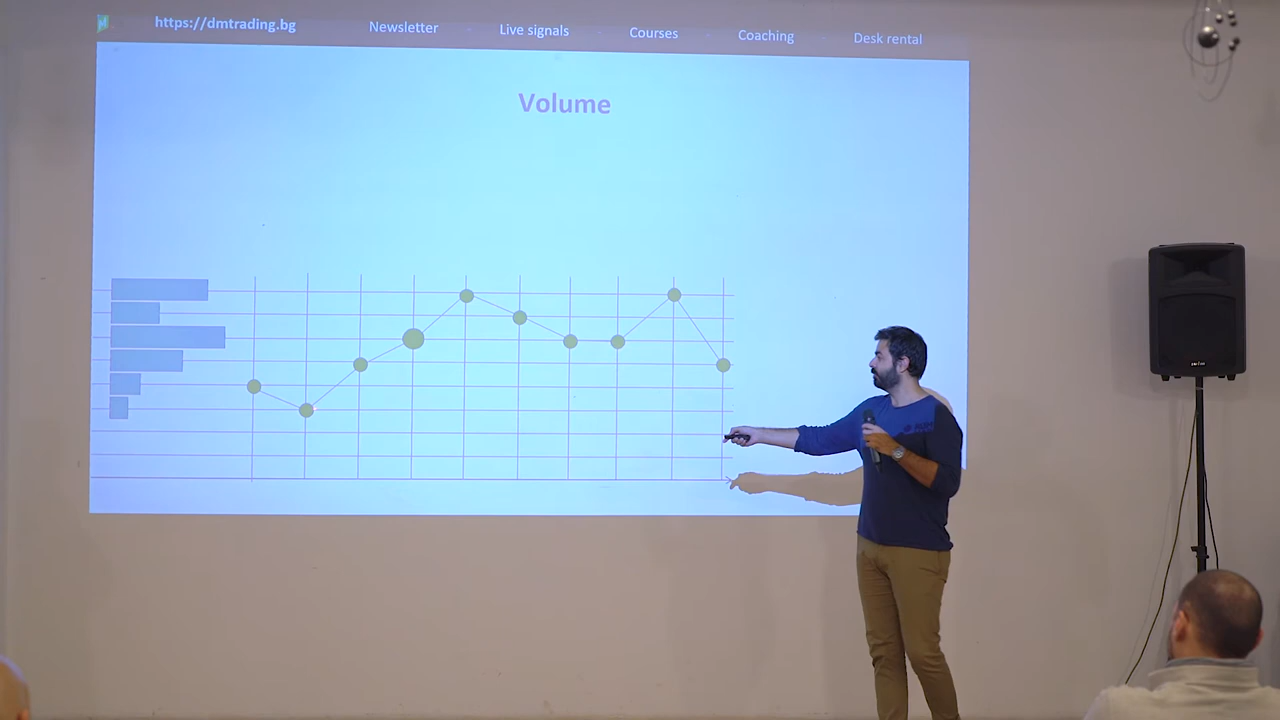 https://dmtrading.bg Newsletter - Live signals - Courses - Coaching - Desk rental
Volume